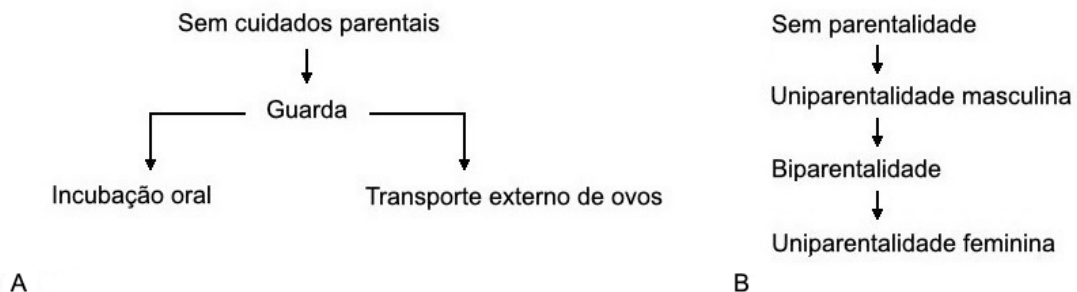 Sem cuidados parentais
Guarda
Incubação oral
Transporte externo de ovos
A
Sem parentalidade
Uniparentalidade masculina
Biparentalidade
Uniparentalidade feminina
B